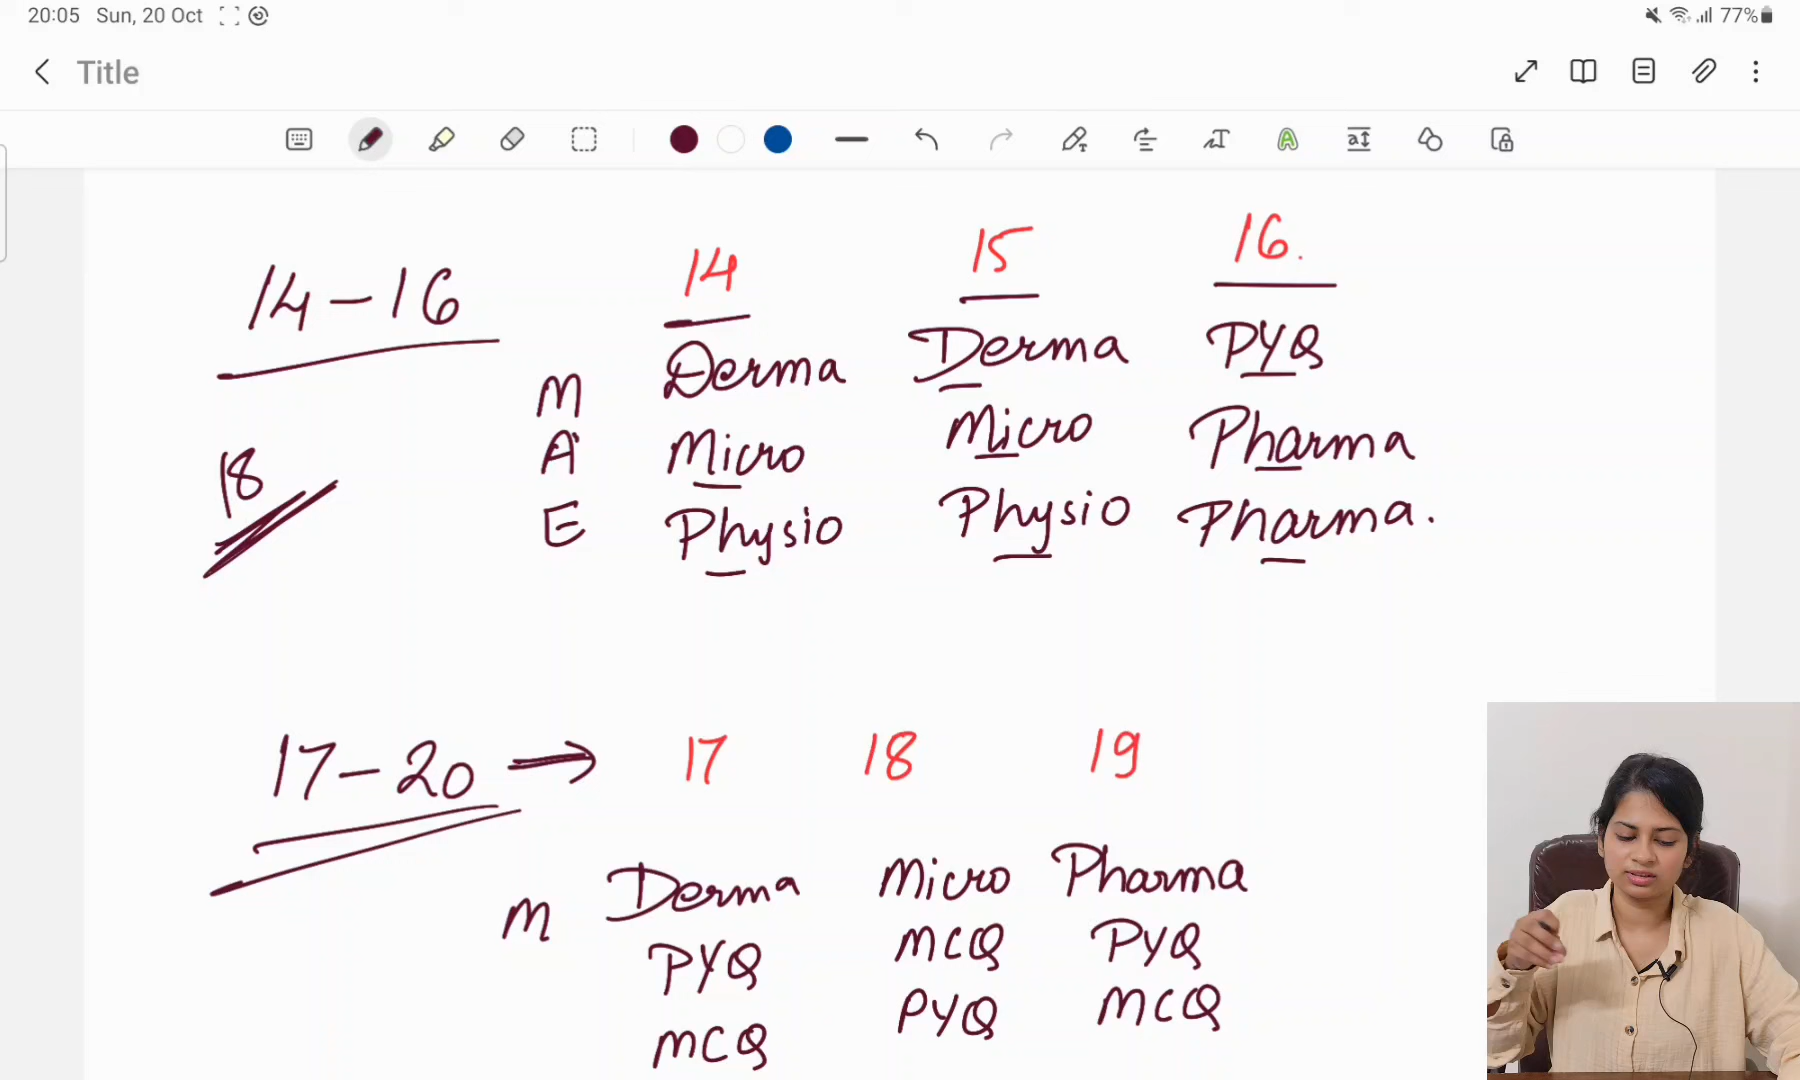 20:05 Sun, 20 Oct 77%
Title
14-16 14 15 16.
M Derma Derma PYQ
A Micro Micro Pharma
E Physio Physio Pharma.
18
17-20 → 17 18 19
M Derma Micro Pharma
PYQ MCQ PYQ
MCQ PYQ MCQ